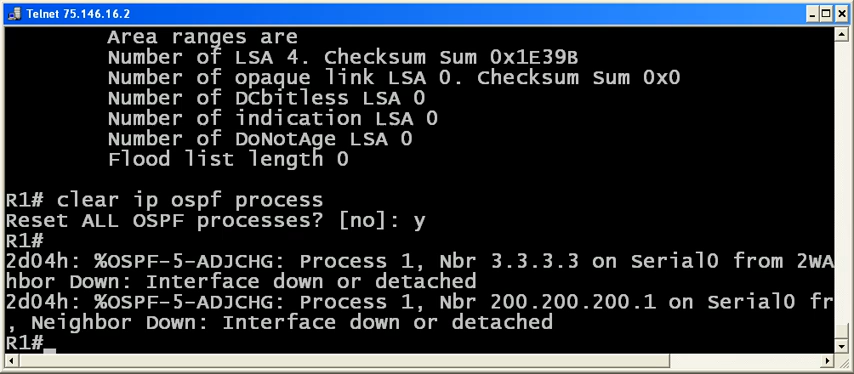 Telnet 75.146.16.2
Area ranges are
Number of LSA 4. Checksum Sum 0x1E39B
Number of opaque link LSA 0. Checksum Sum 0x0
Number of DCbitless LSA 0
Number of indication LSA 0
Number of DoNotAge LSA 0
Flood list length 0
R1# clear ip ospf process
Reset ALL OSPF processes? [no]: y
R1#
2d04h: %OSPF-5-ADJCHG: Process 1, Nbr 3.3.3.3 on Serial0 from 2WA
hbor Down: Interface down or detached
2d04h: %OSPF-5-ADJCHG: Process 1, Nbr 200.200.200.1 on Serial0 fr
, Neighbor Down: Interface down or detached
R1#